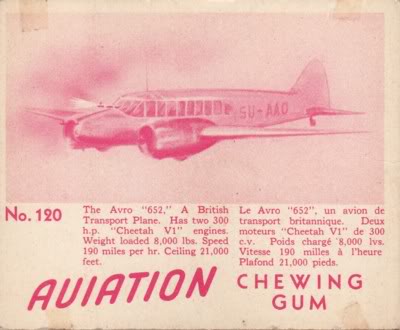 SU-AAO
No. 120
The Avro "652," A British
Transport Plane. Has two 300
h.p. "Cheetah V1" engines.
Weight loaded 8,000 lbs. Speed
190 miles per hr. Ceiling 21,000
feet.
Le Avro "652", un avion de
transport britannique. Deux
moteurs "Cheetah V1" de 300
c.v. Poids chargé 8,000 lvs.
Vitesse 190 milles à l'heure
Plafond 21,000 pieds.
AVIATION CHEWING
GUM